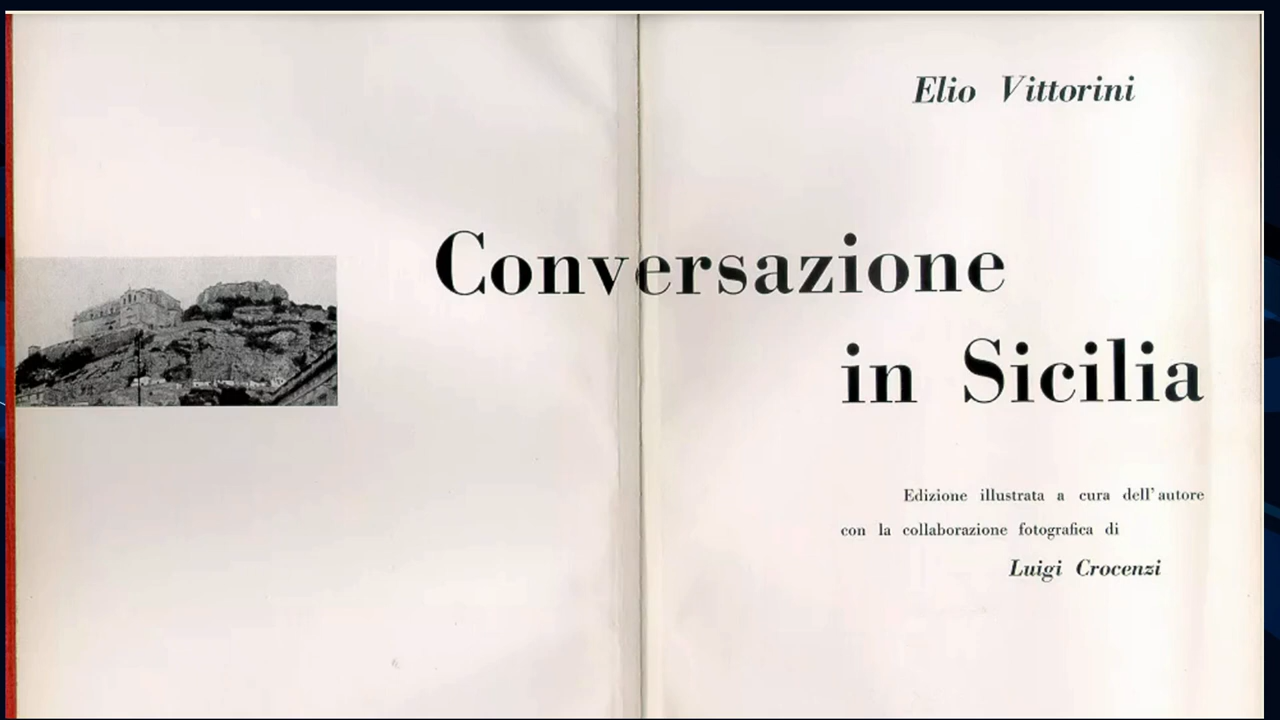 Elio Vittorini
Conversazione
in Sicilia
Edizione illustrata a cura dell'autore
con la collaborazione fotografica di
Luigi Crocenzi